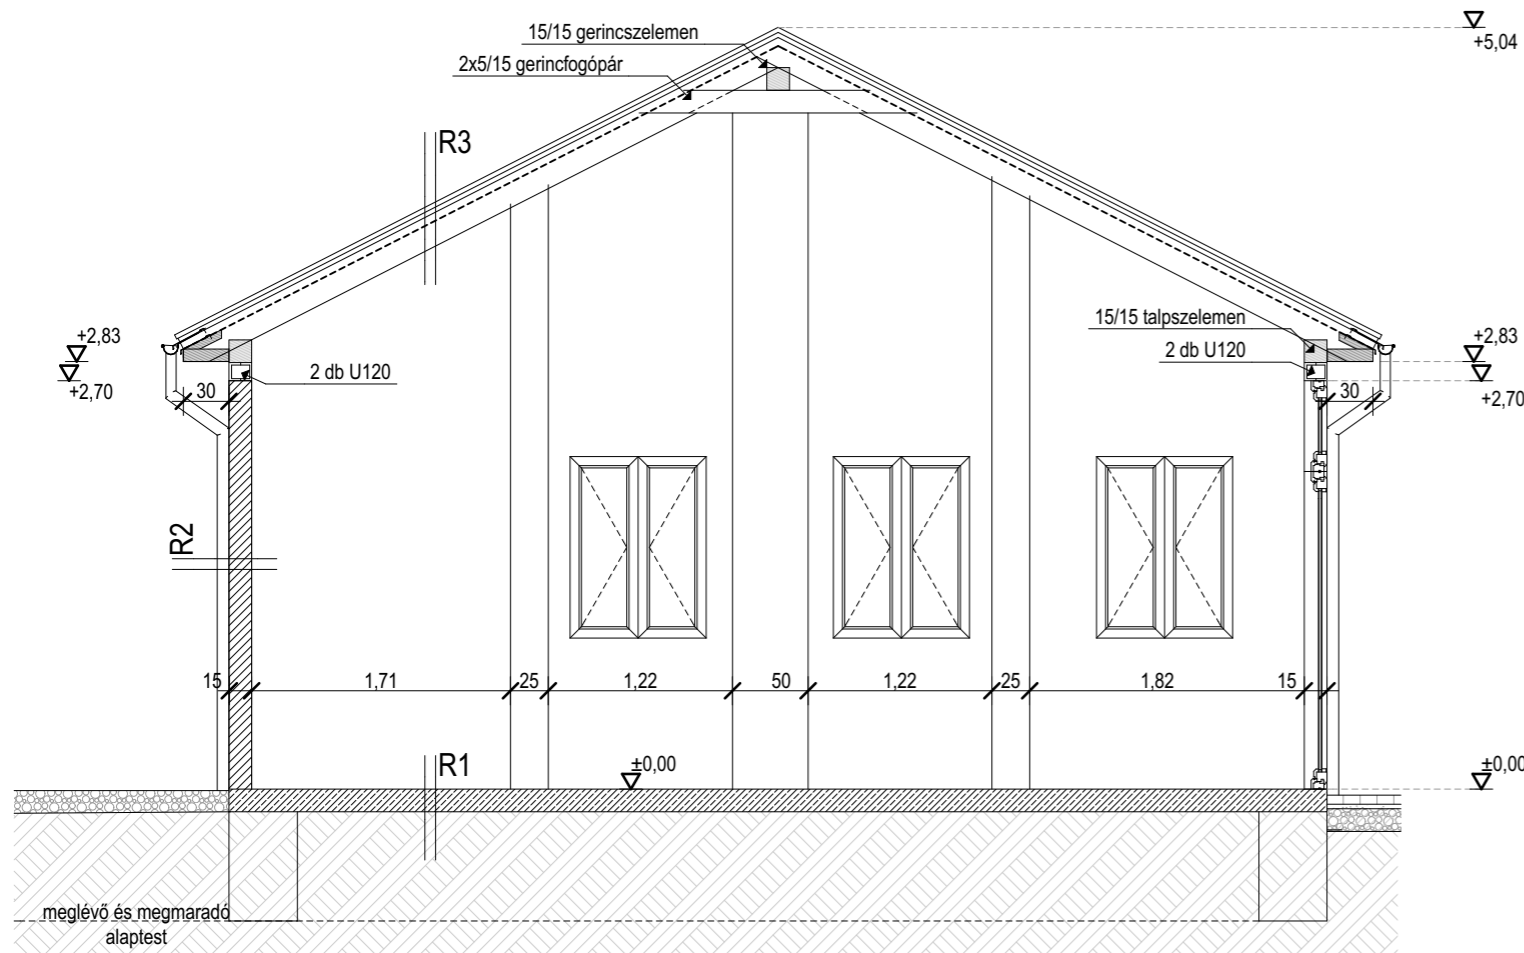 15/15 gerincszelemen
+5,04
2x5/15 gerincfogópár
R3
15/15 talpszelemen
+2,83
+2,83
2 db U120
2 db U120
+2,70
+2,70
30
30
R2
15
1,71
25
1,22
50
1,22
25
1,82
15
R1
±0,00
±0,00
meglévő és megmaradó
alaptest